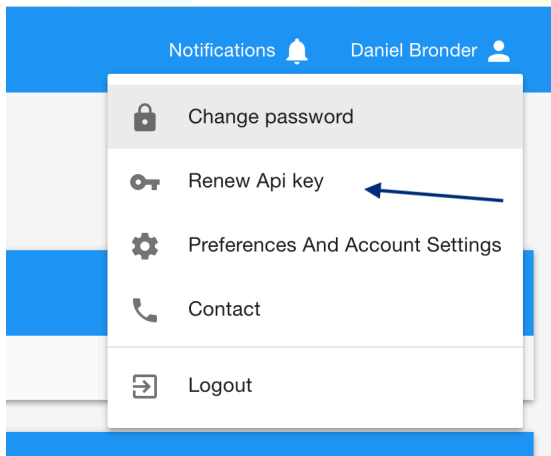 Notifications Daniel Bronder
Change password
Renew Api key
Preferences And Account Settings
Contact
Logout